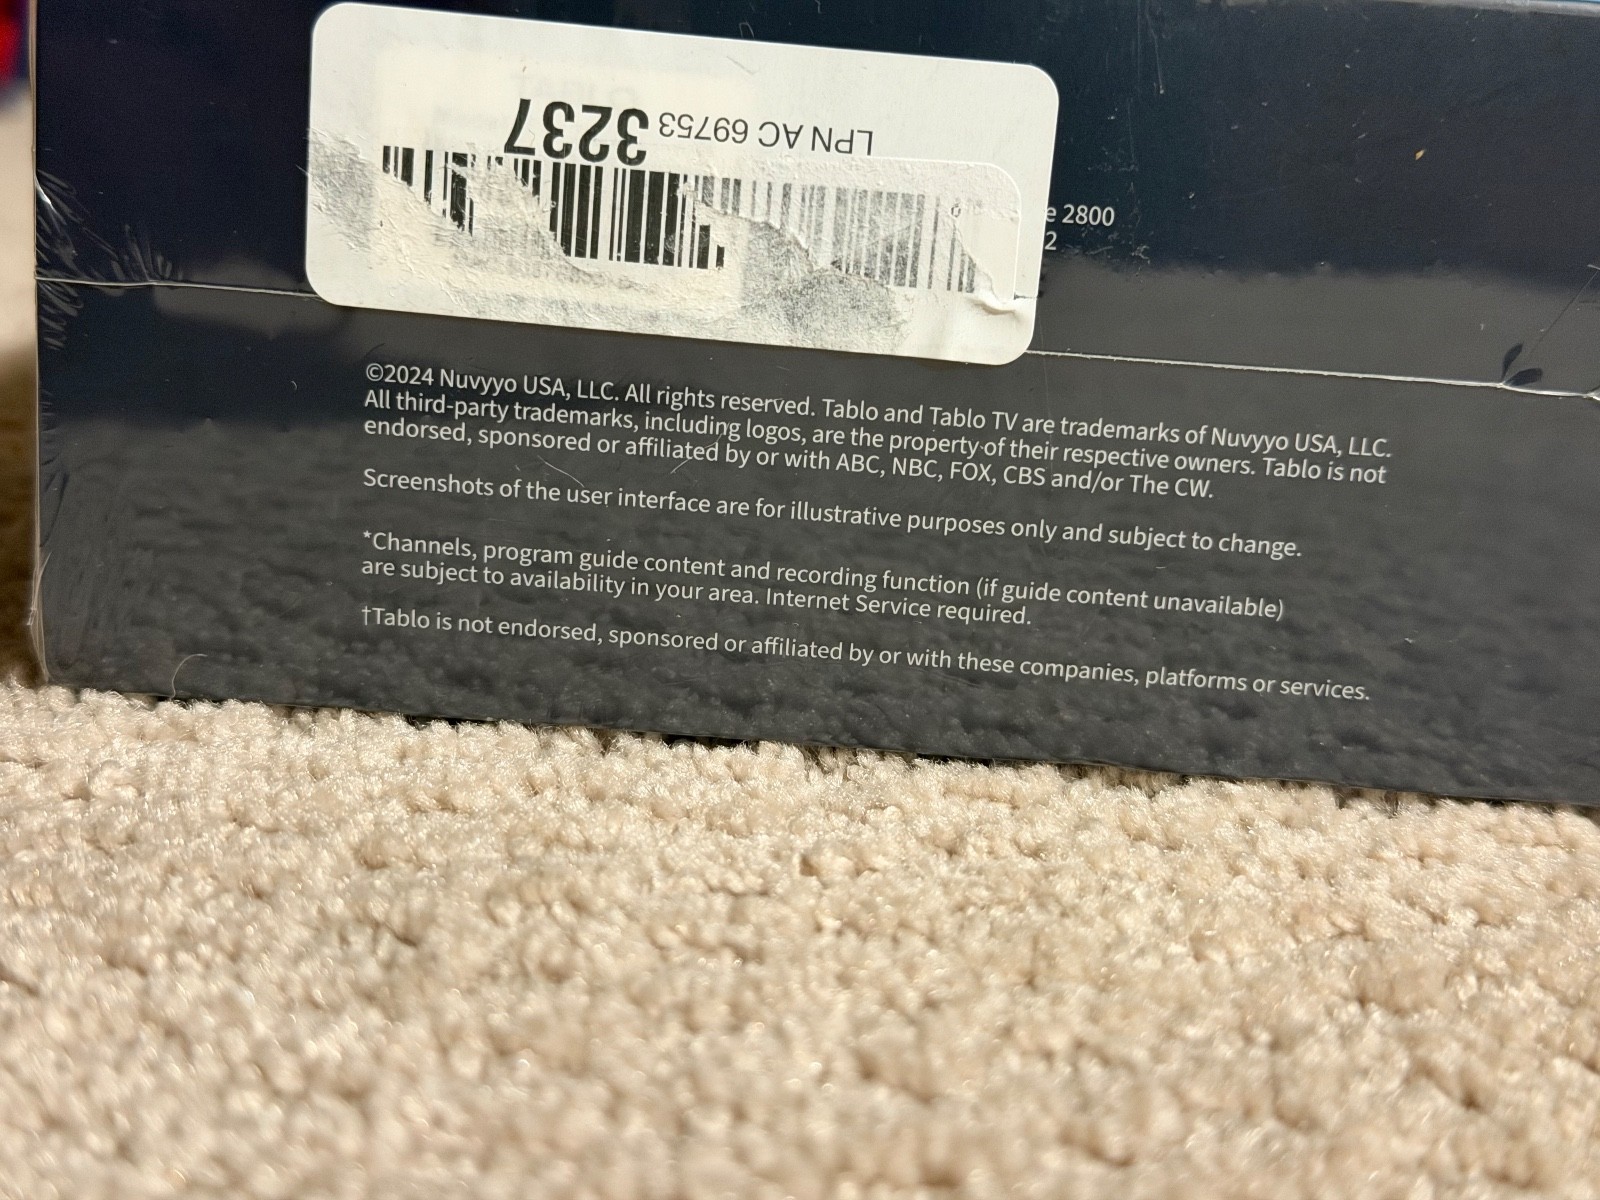 LPN AC 69753 3237
e 2800
2
©2024 Nuvyyo USA, LLC. All rights reserved. Tablo and Tablo TV are trademarks of Nuvyyo USA, LLC.
All third-party trademarks, including logos, are the property of their respective owners. Tablo is not
endorsed, sponsored or affiliated by or with ABC, NBC, FOX, CBS and/or The CW.
Screenshots of the user interface are for illustrative purposes only and subject to change.
*Channels, program guide content and recording function (if guide content unavailable)
are subject to availability in your area. Internet Service required.
†Tablo is not endorsed, sponsored or affiliated by or with these companies, platforms or services.